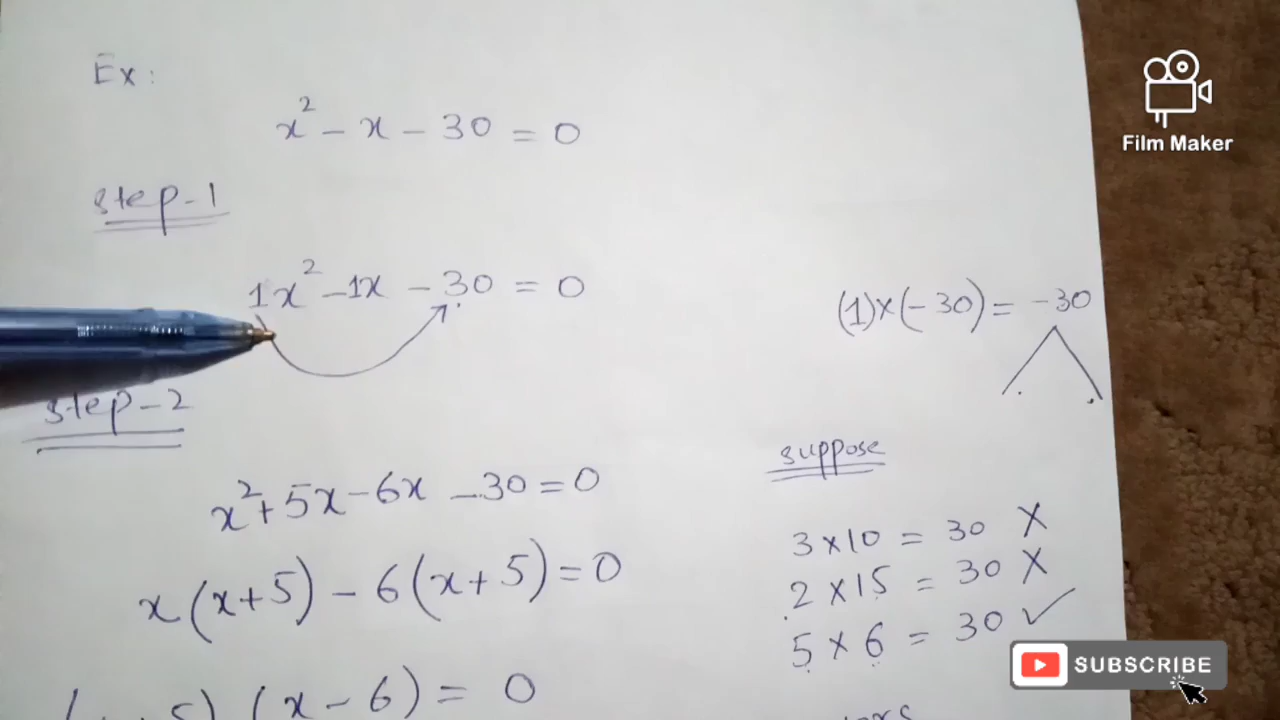 Ex:
x² - x - 30 = 0
step-1
1x² - 1x - 30 = 0
(1)×(-30) = -30
step-2
x² + 5x - 6x - 30 = 0
x(x+5) - 6(x+5) = 0
(x - 6) = 0
suppose
3×10 = 30 X
2×15 = 30 X
5×6 = 30 ✓
Film Maker
SUBSCRIBE